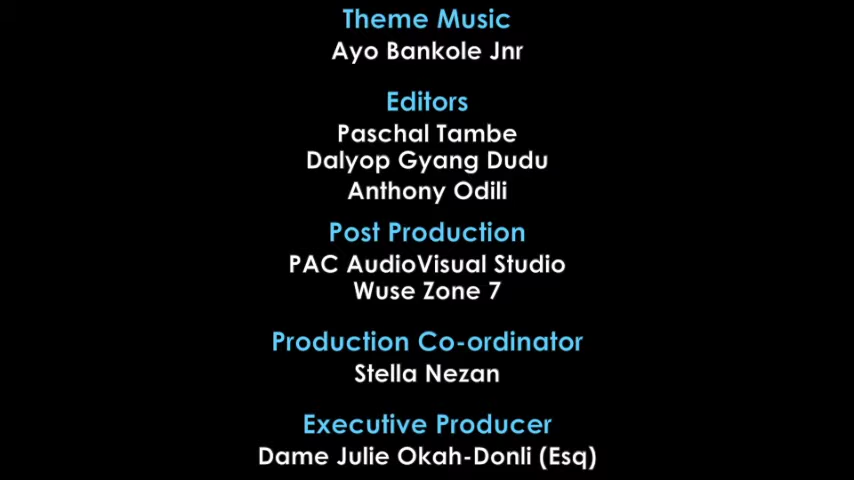 Theme Music
Ayo Bankole Jnr
Editors
Paschal Tambe
Dalyop Gyang Dudu
Anthony Odili
Post Production
PAC AudioVisual Studio
Wuse Zone 7
Production Co-ordinator
Stella Nezan
Executive Producer
Dame Julie Okah-Donli (Esq)